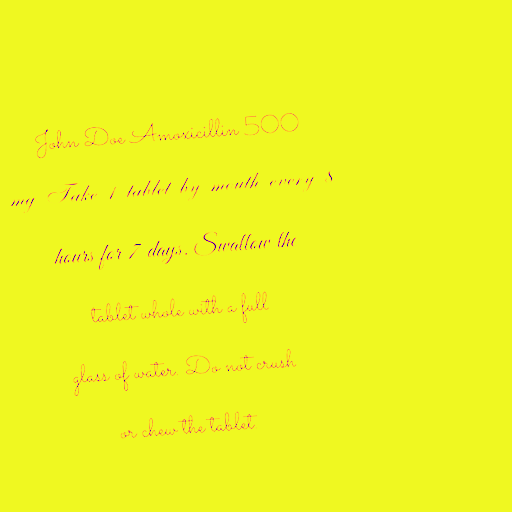 John Doe Amoxicillin 500
mg Take 1 tablet by mouth every 8
hours for 7 days. Swallow the
tablet whole with a full
glass of water. Do not crush
or chew the tablet